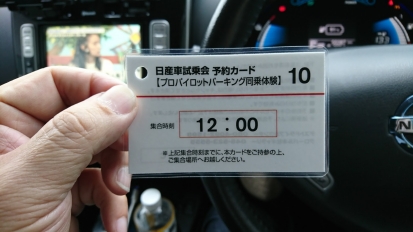 日産車試乗会 予約カード
【プロパイロットパーキング同乗体験】 10
集合時刻 12：00
※上記集合時刻までに、本カードをご持参の上、
ご集合場所へお越しください。